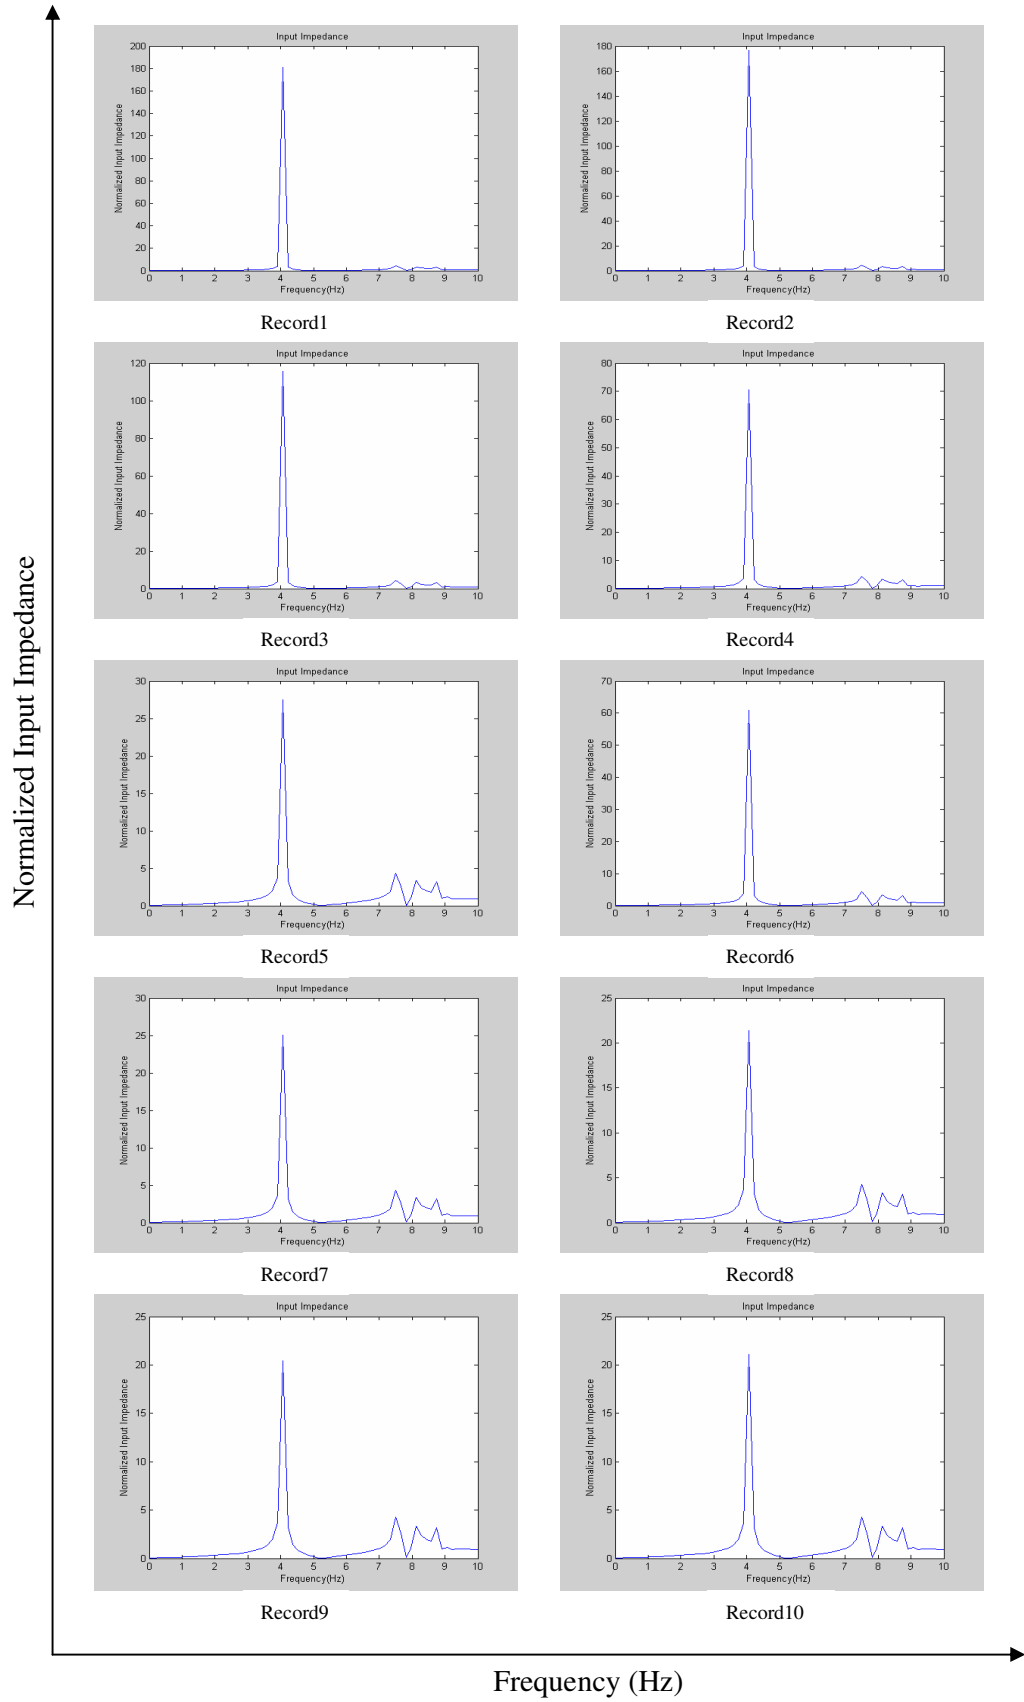 Normalized Input Impedance
Input Impedance
Normalized Input Impedance
200
180
160
140
120
100
80
60
40
20
0
0 1 2 3 4 5 6 7 8 9 10
Frequency(Hz)
Record1
Input Impedance
Normalized Input Impedance
180
160
140
120
100
80
60
40
20
0
0 1 2 3 4 5 6 7 8 9 10
Frequency(Hz)
Record2
Input Impedance
Normalized Input Impedance
120
100
80
60
40
20
0
0 1 2 3 4 5 6 7 8 9 10
Frequency(Hz)
Record3
Input Impedance
Normalized Input Impedance
80
70
60
50
40
30
20
10
0
0 1 2 3 4 5 6 7 8 9 10
Frequency(Hz)
Record4
Input Impedance
Normalized Input Impedance
30
25
20
15
10
5
0
0 1 2 3 4 5 6 7 8 9 10
Frequency(Hz)
Record5
Input Impedance
Normalized Input Impedance
70
60
50
40
30
20
10
0
0 1 2 3 4 5 6 7 8 9 10
Frequency(Hz)
Record6
Input Impedance
Normalized Input Impedance
30
25
20
15
10
5
0
0 1 2 3 4 5 6 7 8 9 10
Frequency(Hz)
Record7
Input Impedance
Normalized Input Impedance
25
20
15
10
5
0
0 1 2 3 4 5 6 7 8 9 10
Frequency(Hz)
Record8
Input Impedance
Normalized Input Impedance
25
20
15
10
5
0
0 1 2 3 4 5 6 7 8 9 10
Frequency(Hz)
Record9
Input Impedance
Normalized Input Impedance
25
20
15
10
5
0
0 1 2 3 4 5 6 7 8 9 10
Frequency(Hz)
Record10
Frequency (Hz)